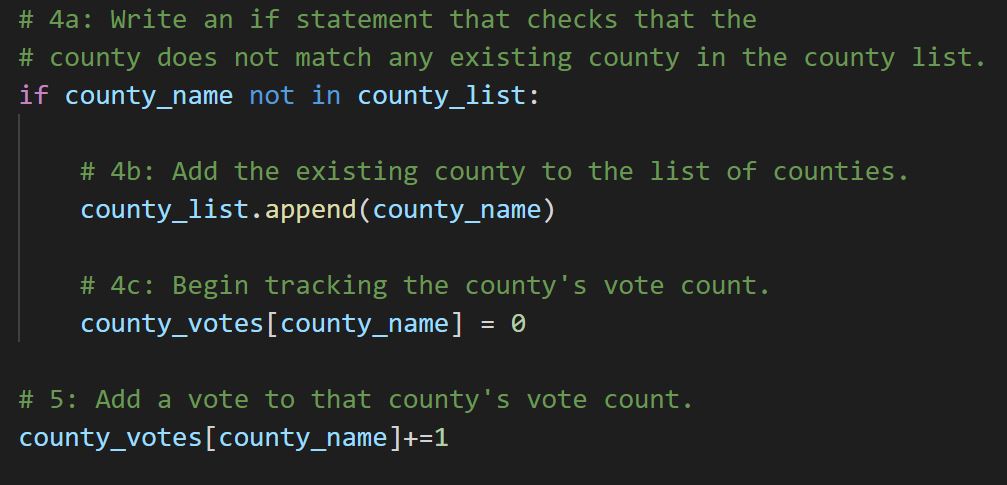 # 4a: Write an if statement that checks that the
# county does not match any existing county in the county list.
if county_name not in county_list:
# 4b: Add the existing county to the list of counties.
county_list.append(county_name)
# 4c: Begin tracking the county's vote count.
county_votes[county_name] = 0
# 5: Add a vote to that county's vote count.
county_votes[county_name]+=1